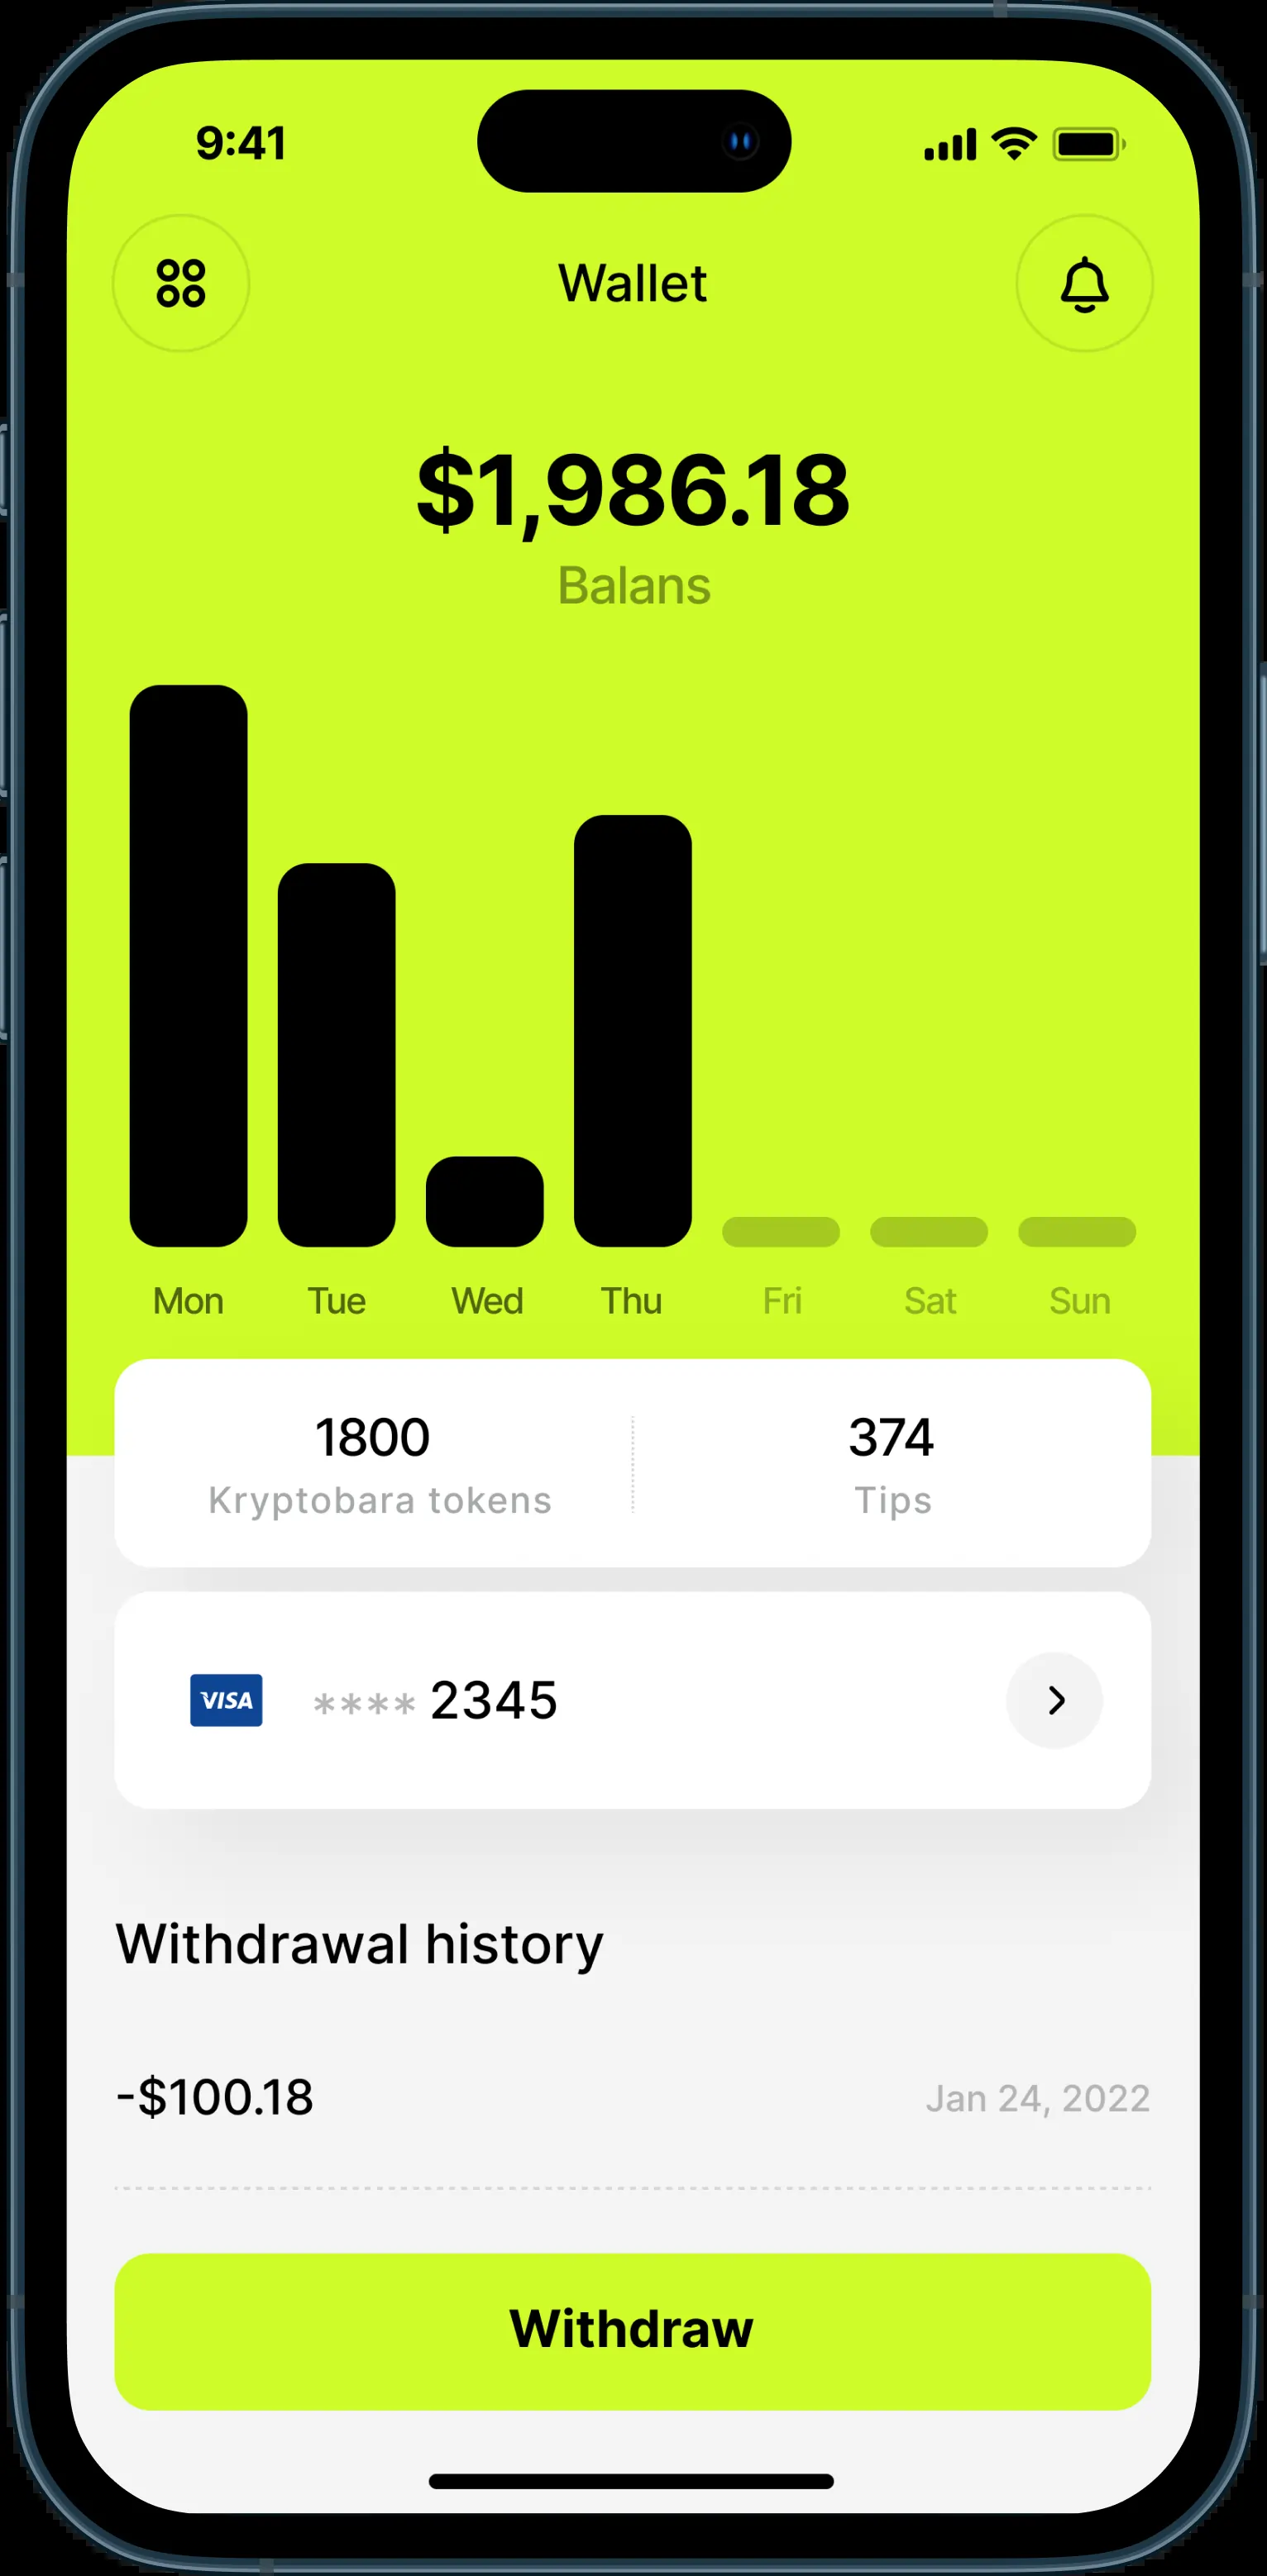 9:41
Wallet
$1,986.18
Balans
Mon Tue Wed Thu Fri Sat Sun
1800 374
Kryptobara tokens Tips
VISA **** 2345
Withdrawal history
-$100.18 Jan 24, 2022
Withdraw